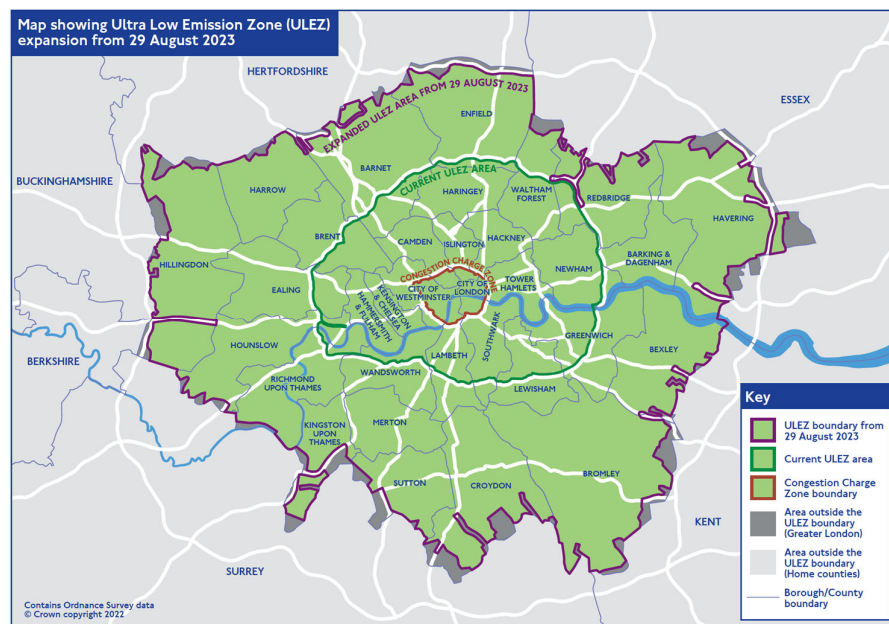 Map showing Ultra Low Emission Zone (ULEZ)
expansion from 29 August 2023
HERTFORDSHIRE
ESSEX
EXPANDED ULEZ AREA FROM 29 AUGUST 2023
ENFIELD
BARNET
CURRENT ULEZ AREA
BUCKINGHAMSHIRE
HARROW
HARINGEY
WALTHAM
FOREST
REDBRIDGE
HAVERING
BRENT
CAMDEN
ISLINGTON
HACKNEY
HILLINGDON
BARKING &
DAGENHAM
EALING
CONGESTION CHARGE ZONE
NEWHAM
TOWER
HAMLETS
CITY OF
WESTMINSTER
CITY OF
LONDON
KENSINGTON
& CHELSEA
HAMMERSMITH
& FULHAM
HOUNSLOW
SOUTHWARK
GREENWICH
BERKSHIRE
LAMBETH
BEXLEY
WANDSWORTH
RICHMOND
UPON THAMES
LEWISHAM
KINGSTON
UPON
THAMES
MERTON
SUTTON
CROYDON
BROMLEY
KENT
SURREY
Key
ULEZ boundary from
29 August 2023
Current ULEZ area
Congestion Charge
Zone boundary
Area outside the
ULEZ boundary
(Greater London)
Area outside the
ULEZ boundary
(Home counties)
Borough/County
boundary
Contains Ordnance Survey data
© Crown copyright 2022